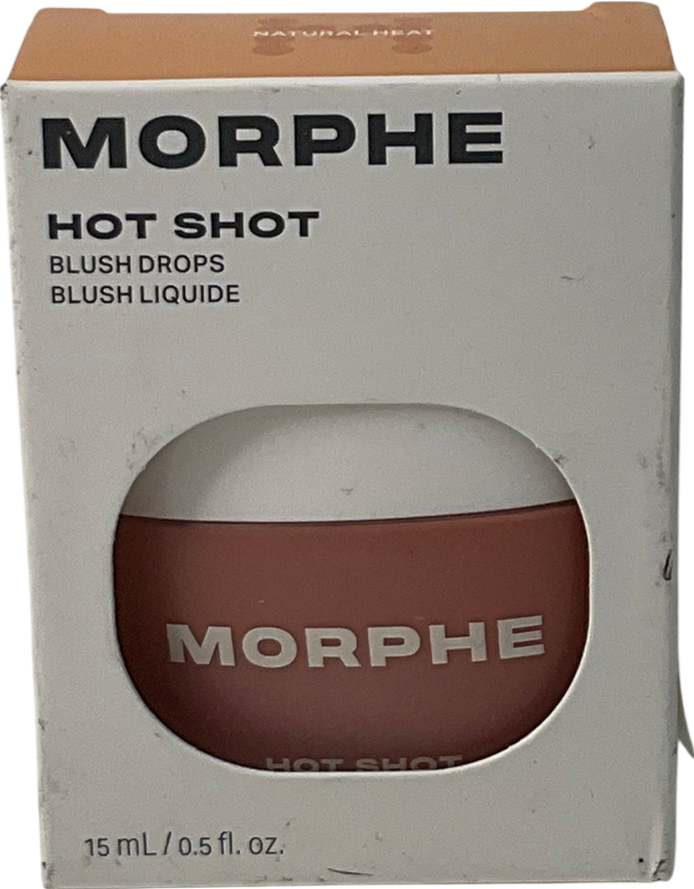 NATURAL HEAT
MORPHE
HOT SHOT
BLUSH DROPS
BLUSH LIQUIDE
MORPHE
HOT SHOT
15 mL / 0.5 fl. oz.